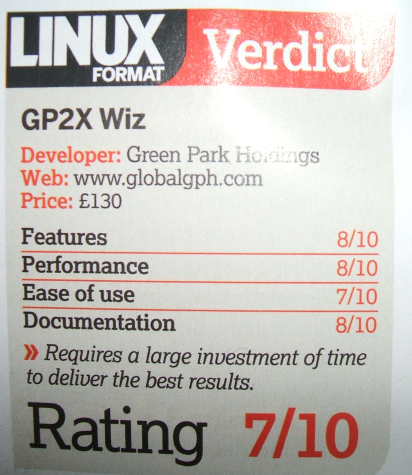 LINUX
FORMAT
Verdict
GP2X Wiz
Developer: Green Park Holdings
Web: www.globalgph.com
Price: £130
Features 8/10
Performance 8/10
Ease of use 7/10
Documentation 8/10
» Requires a large investment of time
to deliver the best results.
Rating 7/10